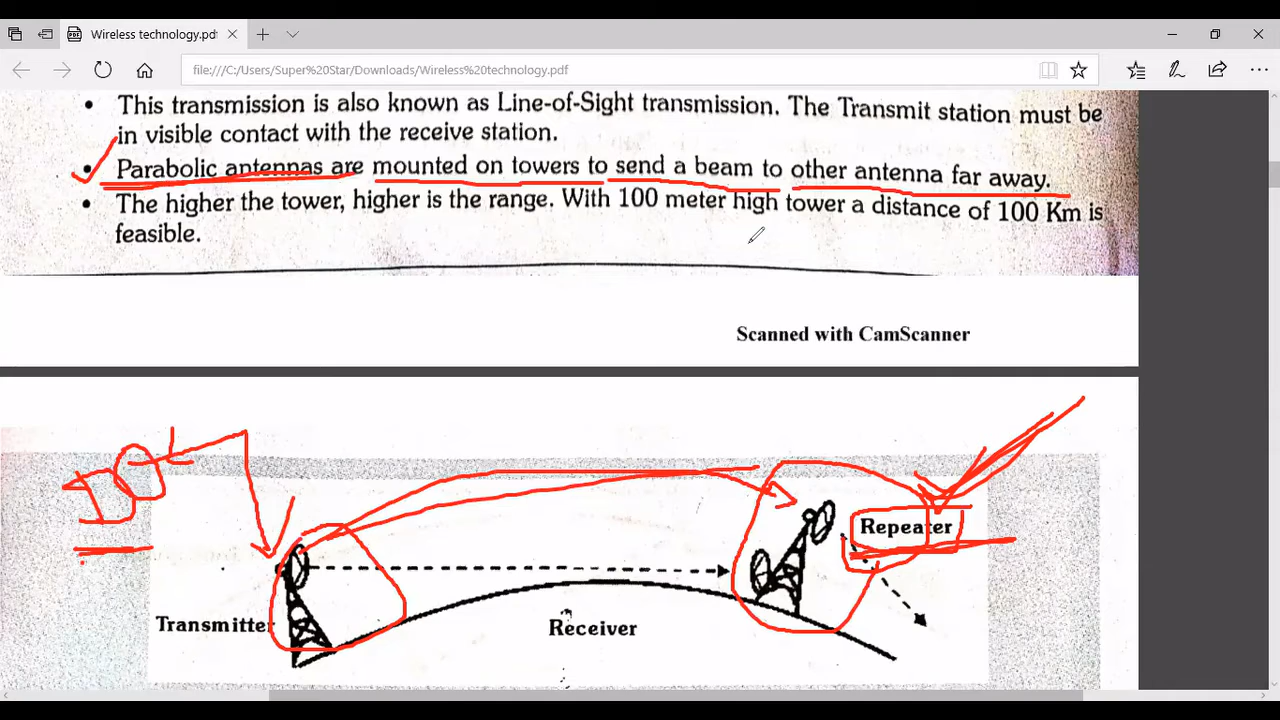 Wireless technology.pdf
file:///C:/Users/Super%20Star/Downloads/Wireless%20technology.pdf
• This transmission is also known as Line-of-Sight transmission. The Transmit station must be
in visible contact with the receive station.
• Parabolic antennas are mounted on towers to send a beam to other antenna far away.
• The higher the tower, higher is the range. With 100 meter high tower a distance of 100 Km is
feasible.
Scanned with CamScanner
Repeater
Transmitter
Receiver